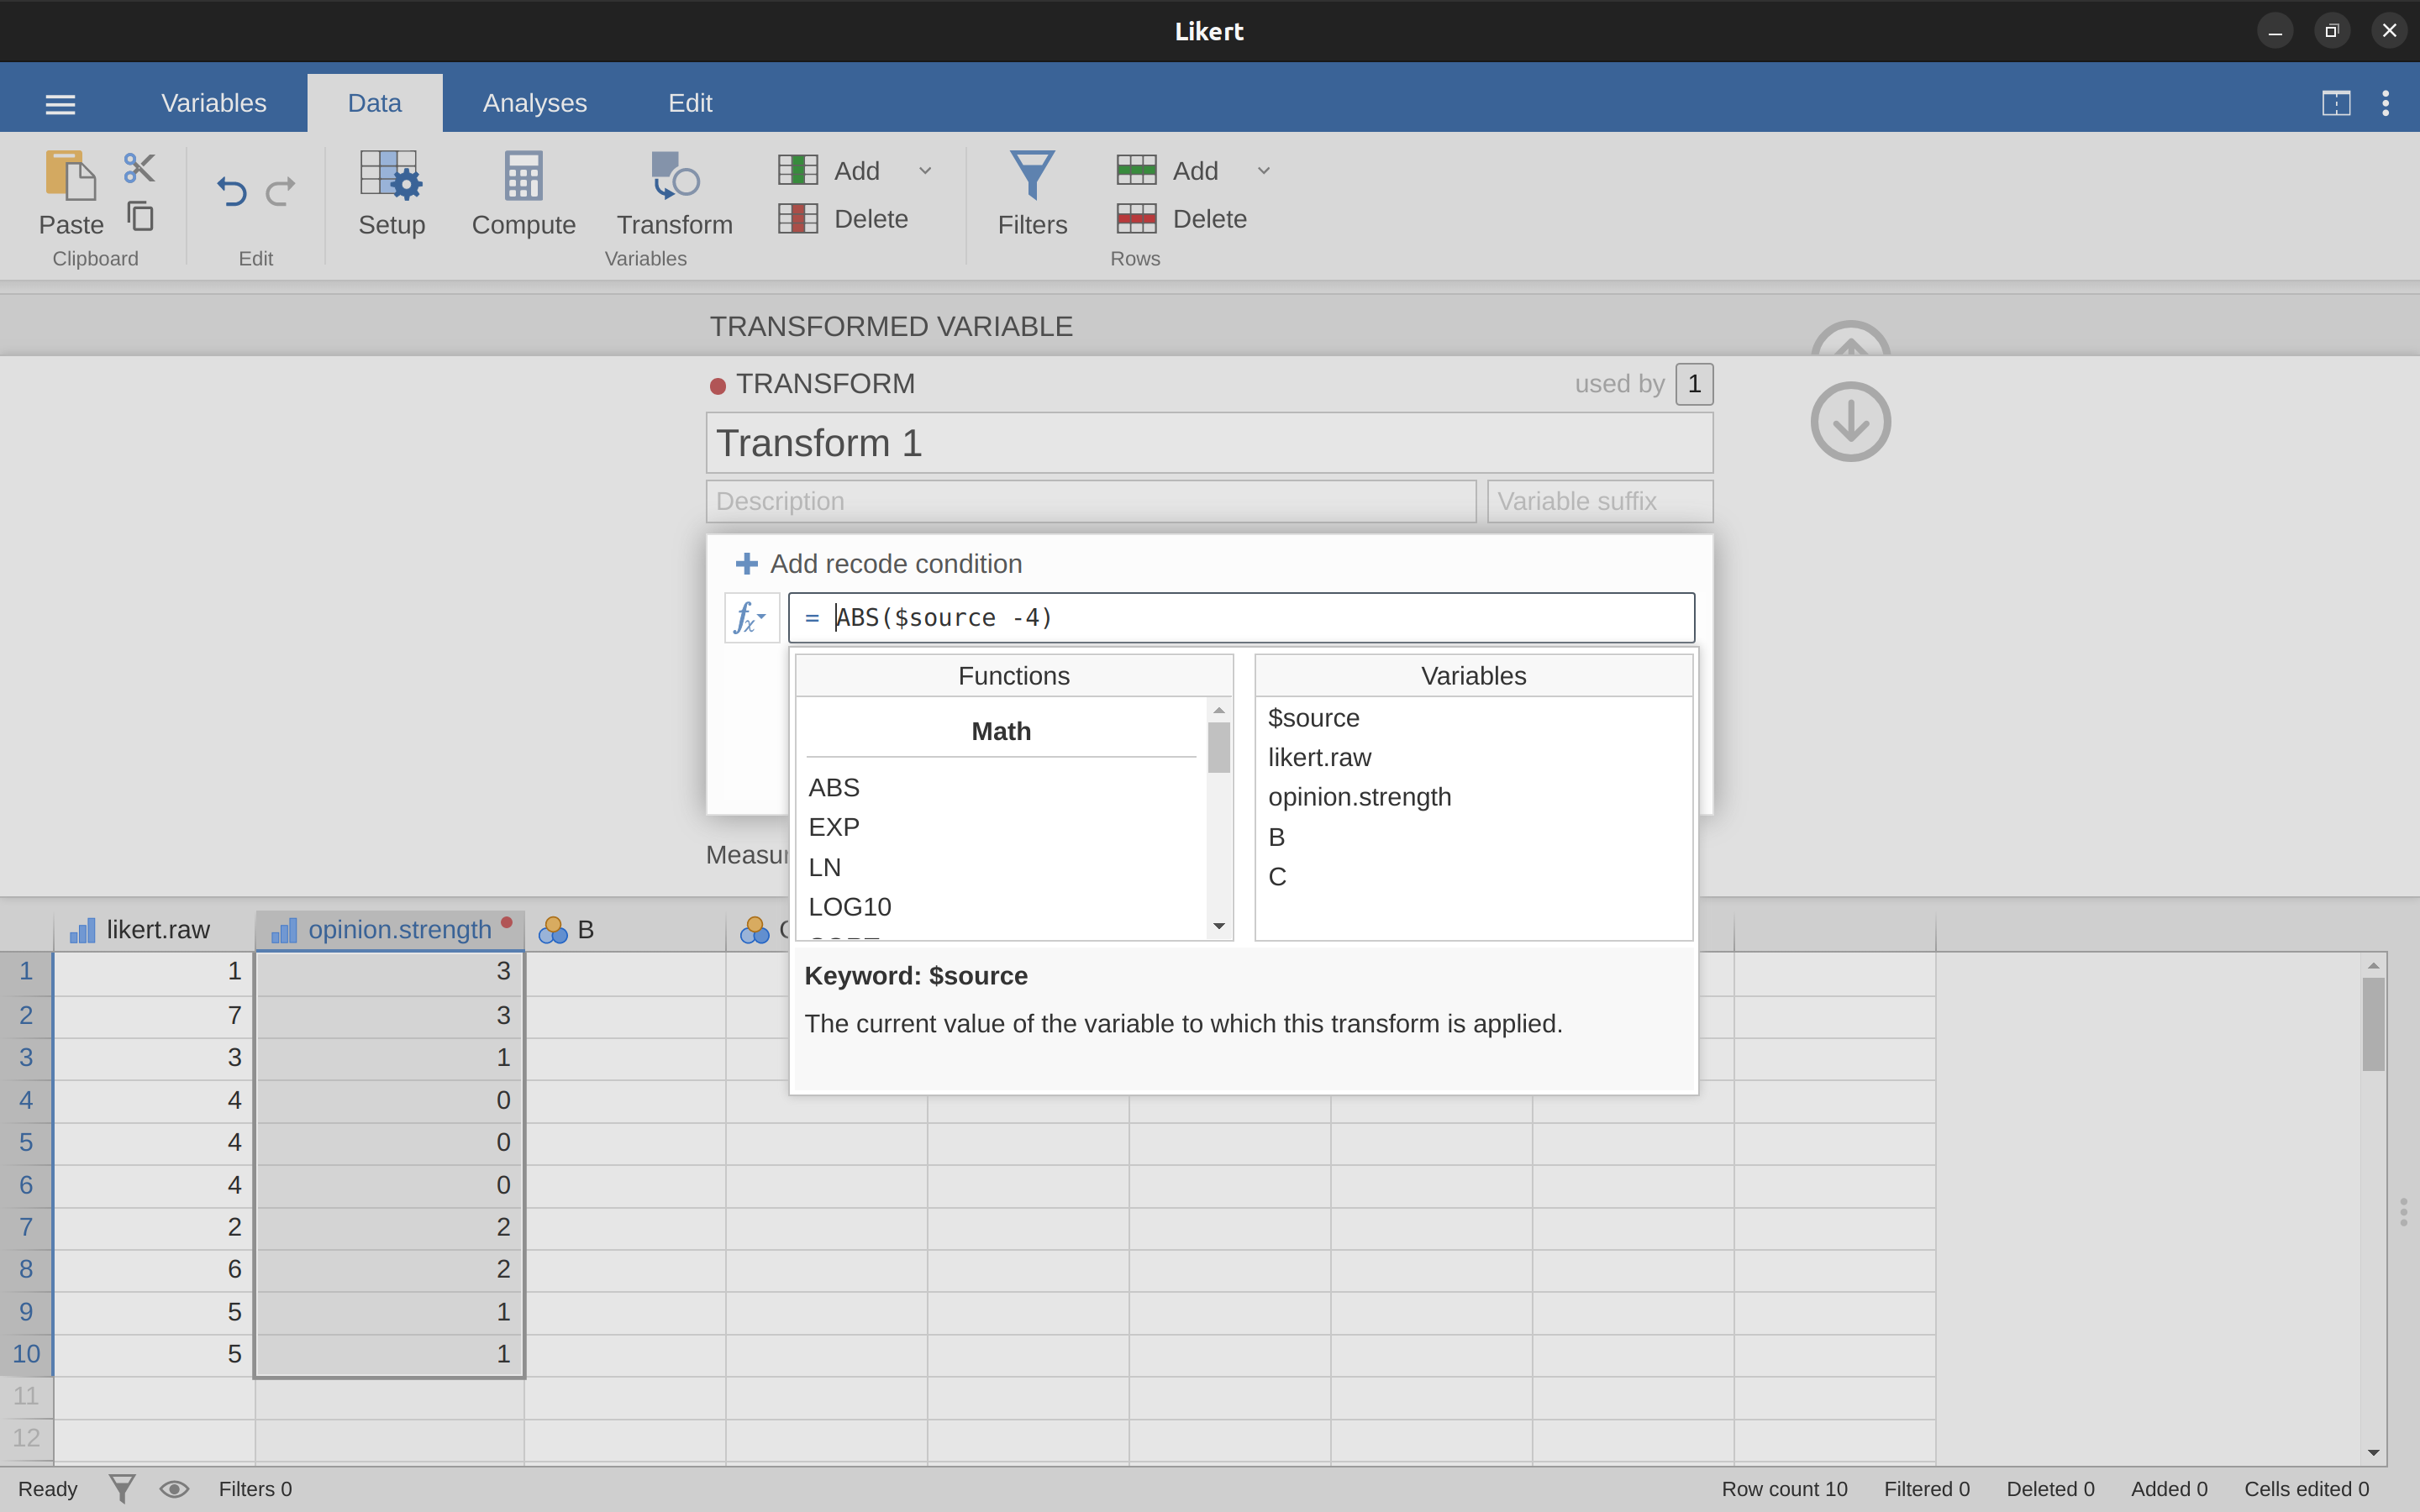 Likert
Variables Data Analyses Edit
Paste Setup Compute Transform Add Delete Filters Add Delete
Clipboard Edit Variables Rows
TRANSFORMED VARIABLE
TRANSFORM used by 1
Transform 1
Description Variable suffix
Add recode condition
fx = ABS($source -4)
Functions Variables
Math
ABS
EXP
LN
LOG10
$source
likert.raw
opinion.strength
B
C
Keyword: $source
The current value of the variable to which this transform is applied.
likert.raw opinion.strength B
1 1 3
2 7 3
3 3 1
4 4 0
5 4 0
6 4 0
7 2 2
8 6 2
9 5 1
10 5 1
11
12
Ready Filters 0 Row count 10 Filtered 0 Deleted 0 Added 0 Cells edited 0